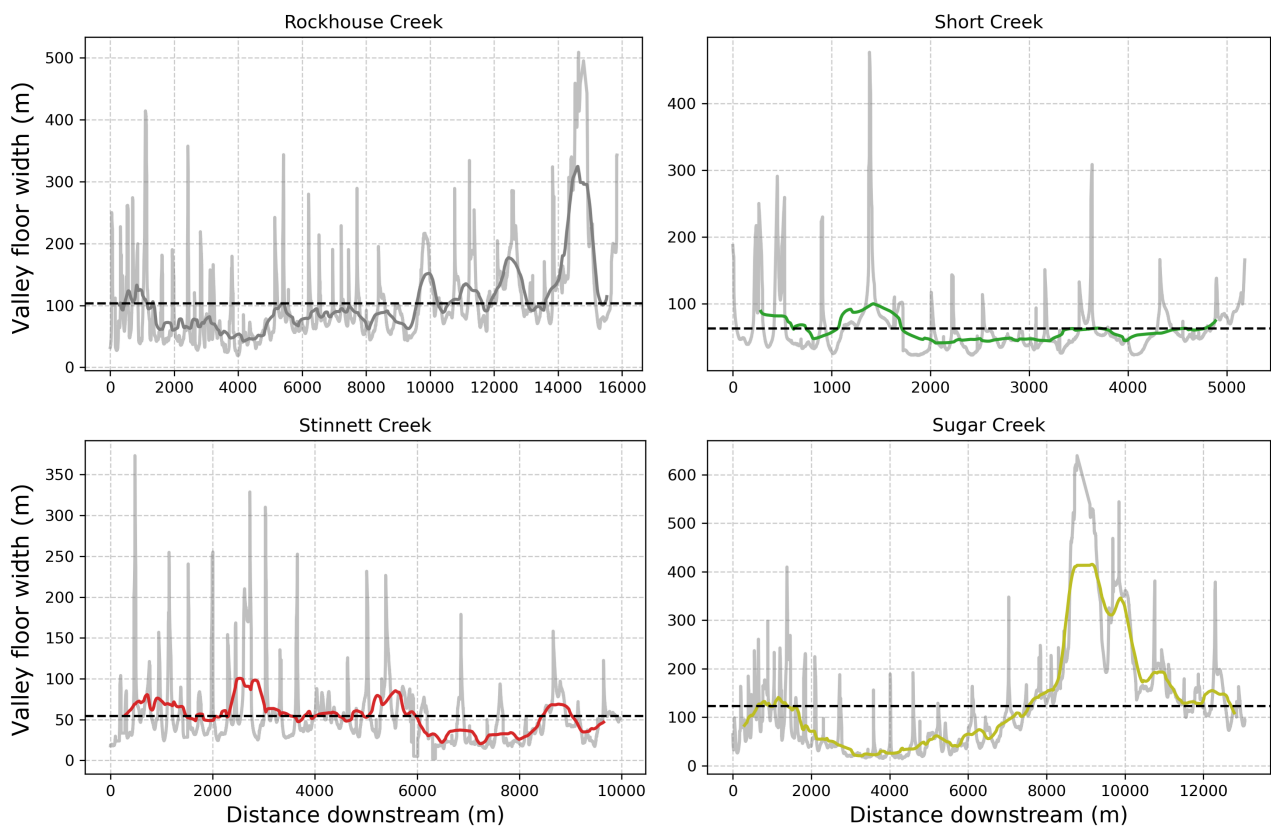 Rockhouse Creek
Valley floor width (m)
500
400
300
200
100
0
0 2000 4000 6000 8000 10000 12000 14000 16000
Short Creek
400
300
200
100
0 1000 2000 3000 4000 5000
Stinnett Creek
Valley floor width (m)
350
300
250
200
150
100
50
0
0 2000 4000 6000 8000 10000
Distance downstream (m)
Sugar Creek
600
500
400
300
200
100
0
0 2000 4000 6000 8000 10000 12000
Distance downstream (m)